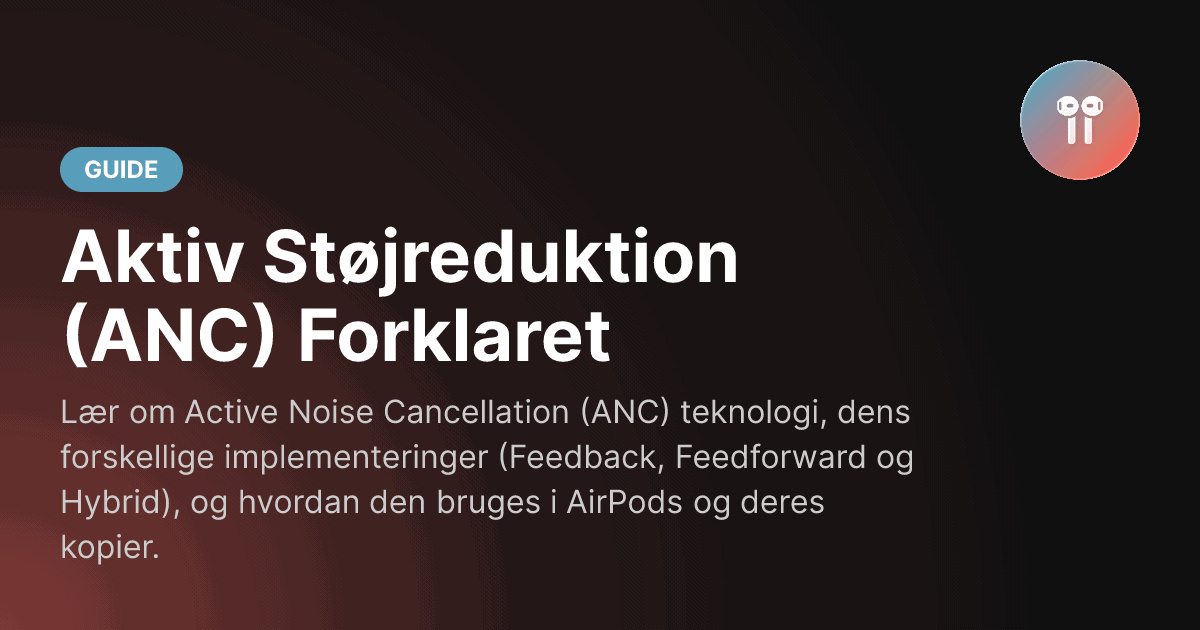 GUIDE
Aktiv Støjreduktion
(ANC) Forklaret
Lær om Active Noise Cancellation (ANC) teknologi, dens
forskellige implementeringer (Feedback, Feedforward og
Hybrid), og hvordan den bruges i AirPods og deres
kopier.